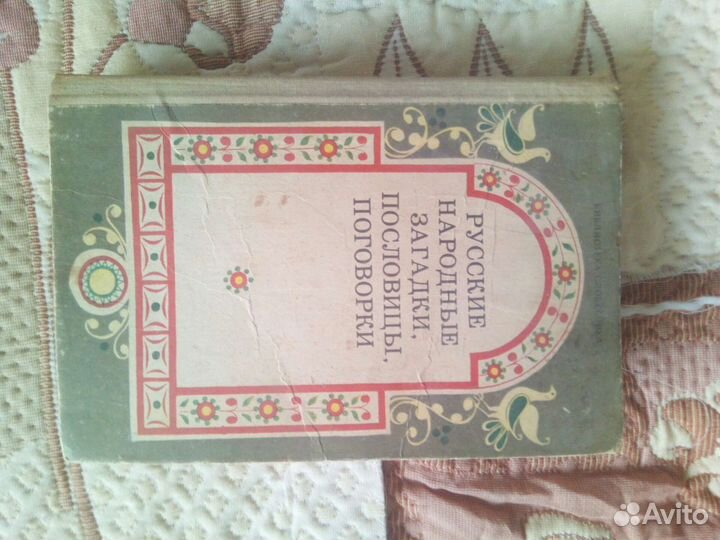 РУССКИЕ
НАРОДНЫЕ
ЗАГАДКИ,
ПОСЛОВИЦЫ,
ПОГОВОРКИ
Avito